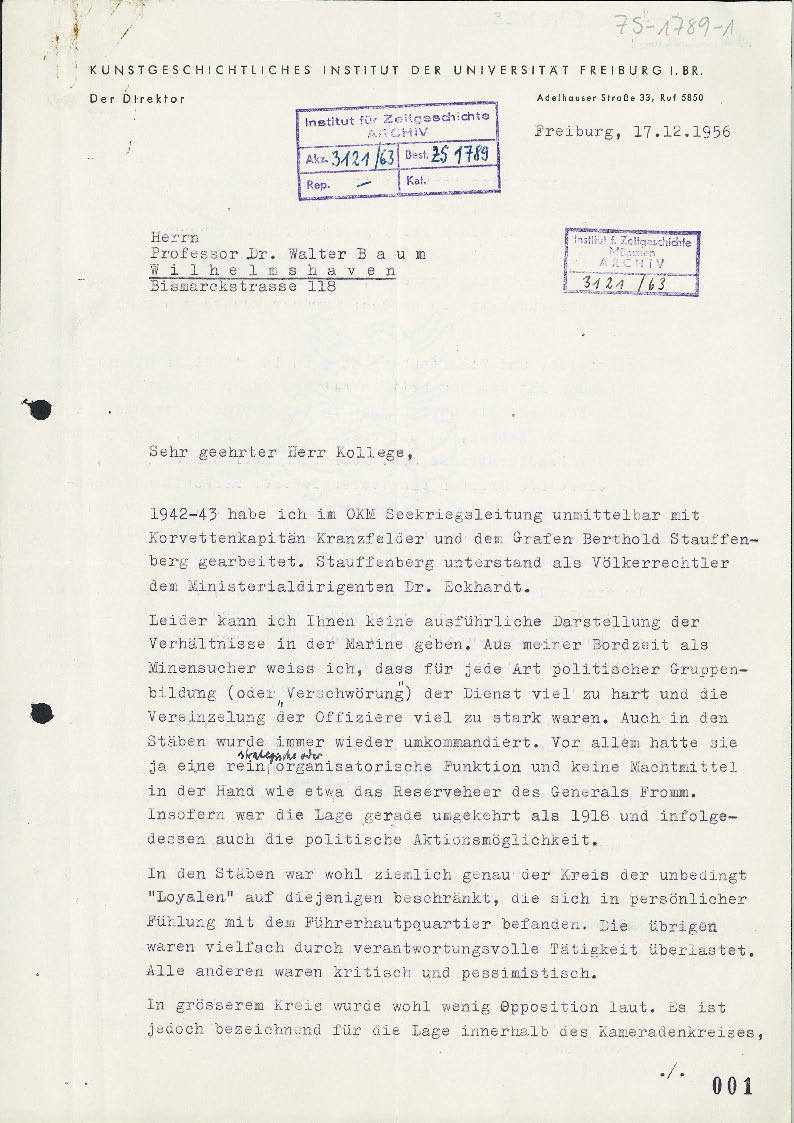 ZS-1789-1
KUNSTGESCHICHTLICHES INSTITUT DER UNIVERSITÄT FREIBURG I. BR.
Der Direktor
Adelhauser Straße 33, Ruf 5850
Institut für Zeitgeschichte
ARCHIV
Akz. 3121/63 Best. ZS 1789
Rep. — Kat.
Freiburg, 17.12.1956
Herrn
Professor Dr. Walter B a u m
W i l h e l m s h a v e n
Bismarckstrasse 118
Institut f. Zeitgeschichte
München
ARCHIV
3121 /63
Sehr geehrter Herr Kollege,
1942-43 habe ich im OKM Seekriegsleitung unmittelbar mit
Korvettenkapitän Kranzfelder und dem Grafen Berthold Stauffen-
berg gearbeitet. Stauffenberg unterstand als Völkerrechtler
dem Ministerialdirigenten Dr. Eckhardt.
Leider kann ich Ihnen keine ausführliche Darstellung der
Verhältnisse in der Marine geben. Aus meiner Bordzeit als
Minensucher weiss ich, dass für jede Art politischer Gruppen-
bildung (oder "Verschwörung") der Dienst viel zu hart und die
Vereinzelung der Offiziere viel zu stark waren. Auch in den
Stäben wurde immer wieder umkommandiert. Vor allem hatte sie
ja eine rein strategische oder organisatorische Funktion und keine Machtmittel
in der Hand wie etwa das Reserveheer des Generals Fromm.
Insofern war die Lage gerade umgekehrt als 1918 und infolge-
dessen auch die politische Aktionsmöglichkeit.
In den Stäben war wohl ziemlich genau der Kreis der unbedingt
"Loyalen" auf diejenigen beschränkt, die sich in persönlicher
Fühlung mit dem Führerhautpquartier befanden. Die übrigen
waren vielfach durch verantwortungsvolle Tätigkeit überlastet.
Alle anderen waren kritisch und pessimistisch.
In grösserem Kreis wurde wohl wenig Opposition laut. Es ist
jedoch bezeichnend für die Lage innerhalb des Kameradenkreises,
./.
001